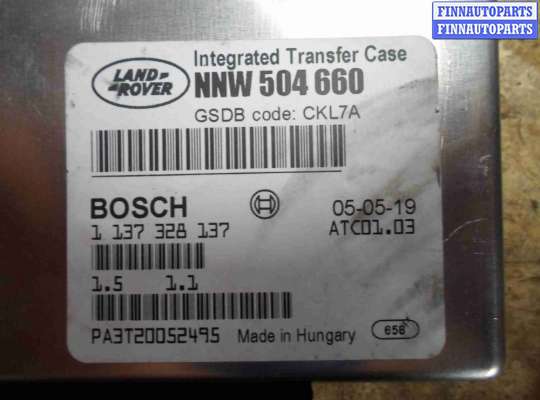 FINNAUTOPARTS
FINNAUTOPARTS
LAND-
ROVER
Integrated Transfer Case
NNW 504 660
GSDB code: CKL7A
BOSCH
05-05-19
1 137 328 137
ATC01.03
1.5 1.1
PA3T20052495
Made in Hungary
658